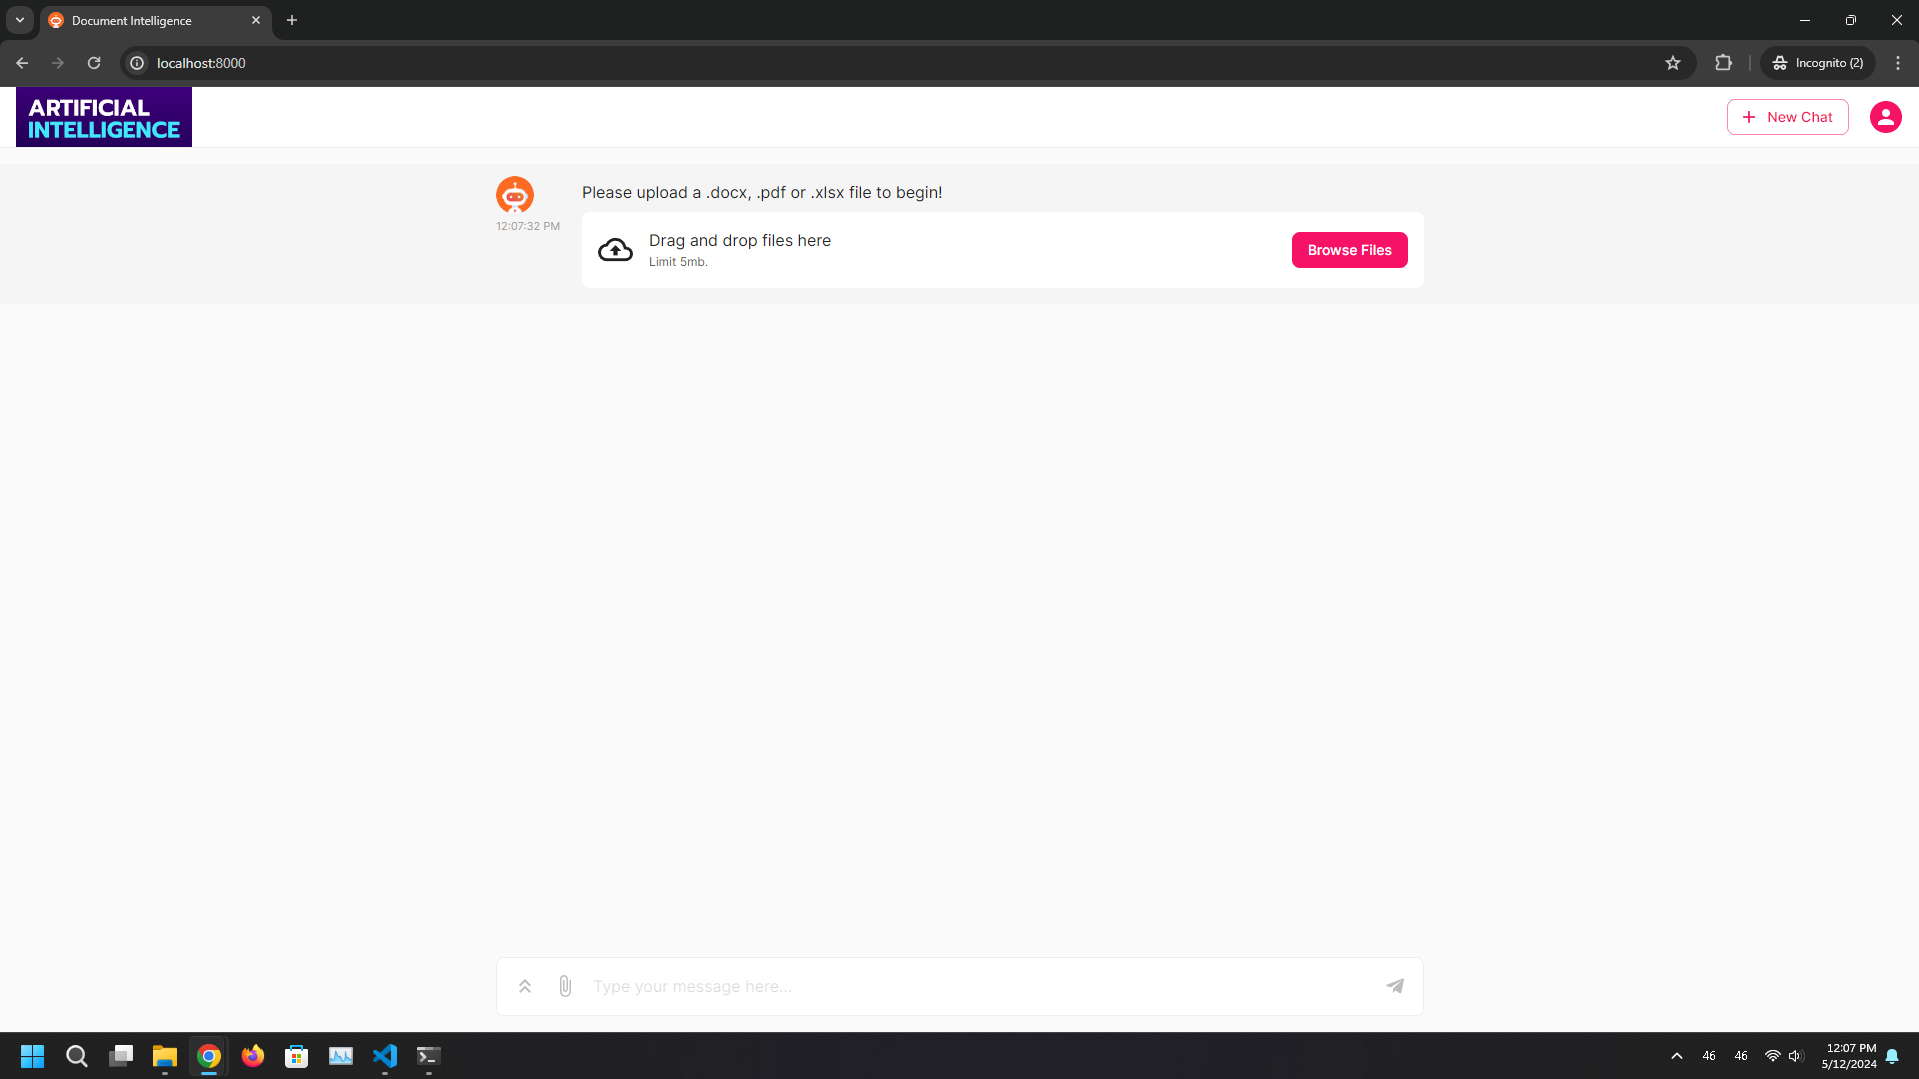 Document Intelligence
localhost:8000
Incognito (2)
ARTIFICIAL
INTELLIGENCE
New Chat
Please upload a .docx, .pdf or .xlsx file to begin!
12:07:32 PM
Drag and drop files here
Limit 5mb.
Browse Files
Type your message here...
46
46
12:07 PM
5/12/2024